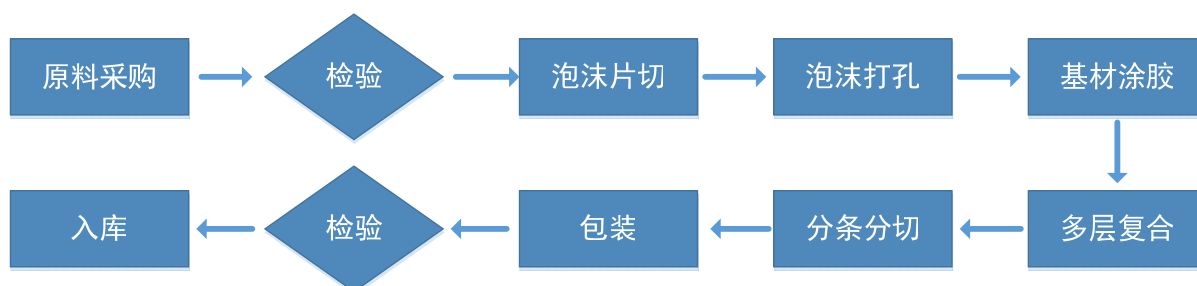 原料采购
检验
泡沫片切
泡沫打孔
基材涂胶
多层复合
分条分切
包装
检验
入库